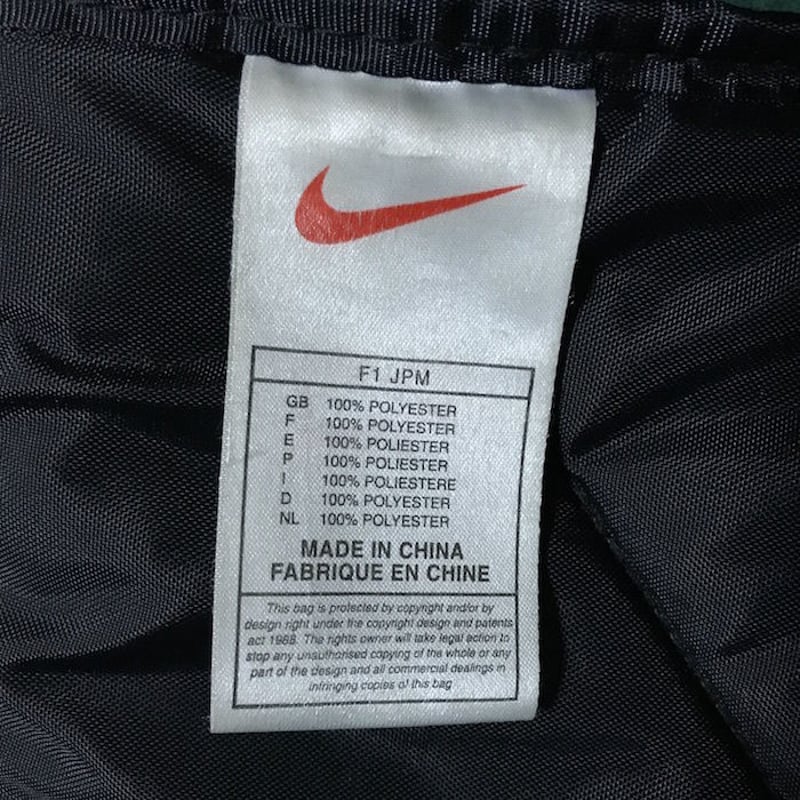 F1 JPM
GB 100% POLYESTER
F 100% POLYESTER
E 100% POLIESTER
P 100% POLIESTER
I 100% POLIESTERE
D 100% POLYESTER
NL 100% POLYESTER
MADE IN CHINA
FABRIQUE EN CHINE
This bag is protected by copyright and/or by
design right under the copyright design and patents
act 1988. The rights owner will take legal action to
stop any unauthorised copying of the whole or any
part of the design and all commercial dealings in
infringing copies of this bag